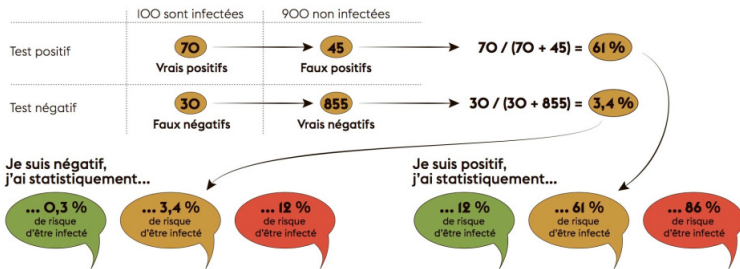 100 sont infectées 900 non infectées
Test positif 70 45 70 / (70 + 45) = 61 %
Vrais positifs Faux positifs
Test négatif 30 855 30 / (30 + 855) = 3,4 %
Faux négatifs Vrais négatifs
Je suis négatif,
j'ai statistiquement...
... 0,3 %
de risque
d'être infecté
... 3,4 %
de risque
d'être infecté
... 12 %
de risque
d'être infecté
Je suis positif,
j'ai statistiquement...
... 12 %
de risque
d'être infecté
... 61 %
de risque
d'être infecté
... 86 %
de risque
d'être infecté